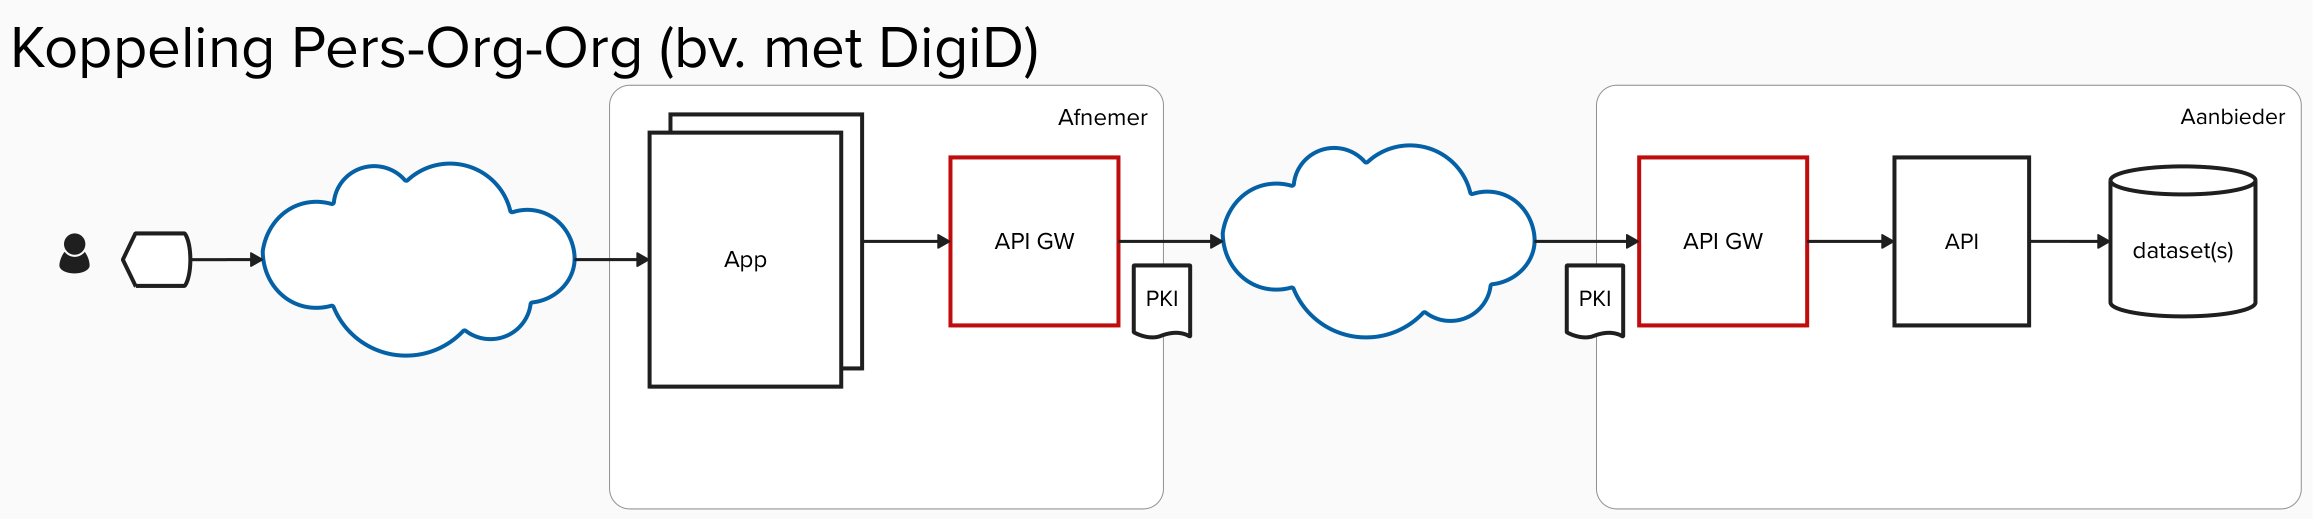 Koppeling Pers-Org-Org (bv. met DigiD)
Afnemer
Aanbieder
App
API GW
PKI
PKI
API GW
API
dataset(s)